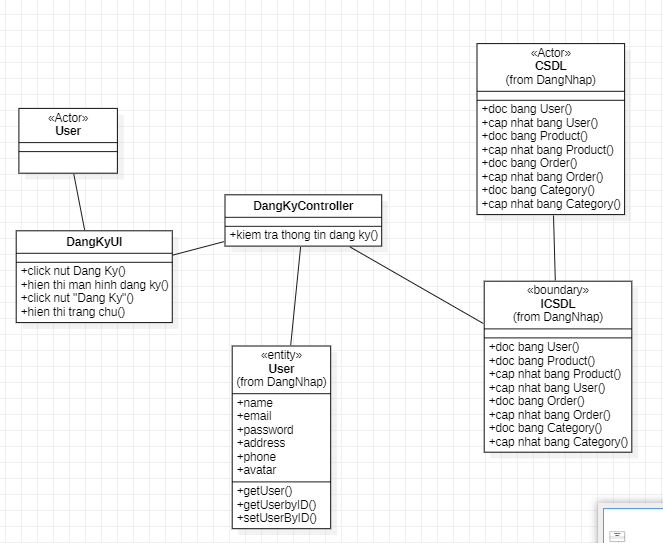 «Actor»
CSDL
(from DangNhap)
+doc bang User()
+cap nhat bang User()
+doc bang Product()
+cap nhat bang Product()
+doc bang Order()
+cap nhat bang Order()
+doc bang Category()
+cap nhat bang Category()
«Actor»
User
DangKyController
+kiem tra thong tin dang ky()
DangKyUI
+click nut Dang Ky()
+hien thi man hinh dang ky()
+click nut "Dang Ky"()
+hien thi trang chu()
«boundary»
ICSDL
(from DangNhap)
+doc bang User()
+doc bang Product()
+cap nhat bang Product()
+cap nhat bang User()
+doc bang Order()
+cap nhat bang Order()
+doc bang Category()
+cap nhat bang Category()
«entity»
User
(from DangNhap)
+name
+email
+password
+address
+phone
+avatar
+getUser()
+getUserbyID()
+setUserByID()